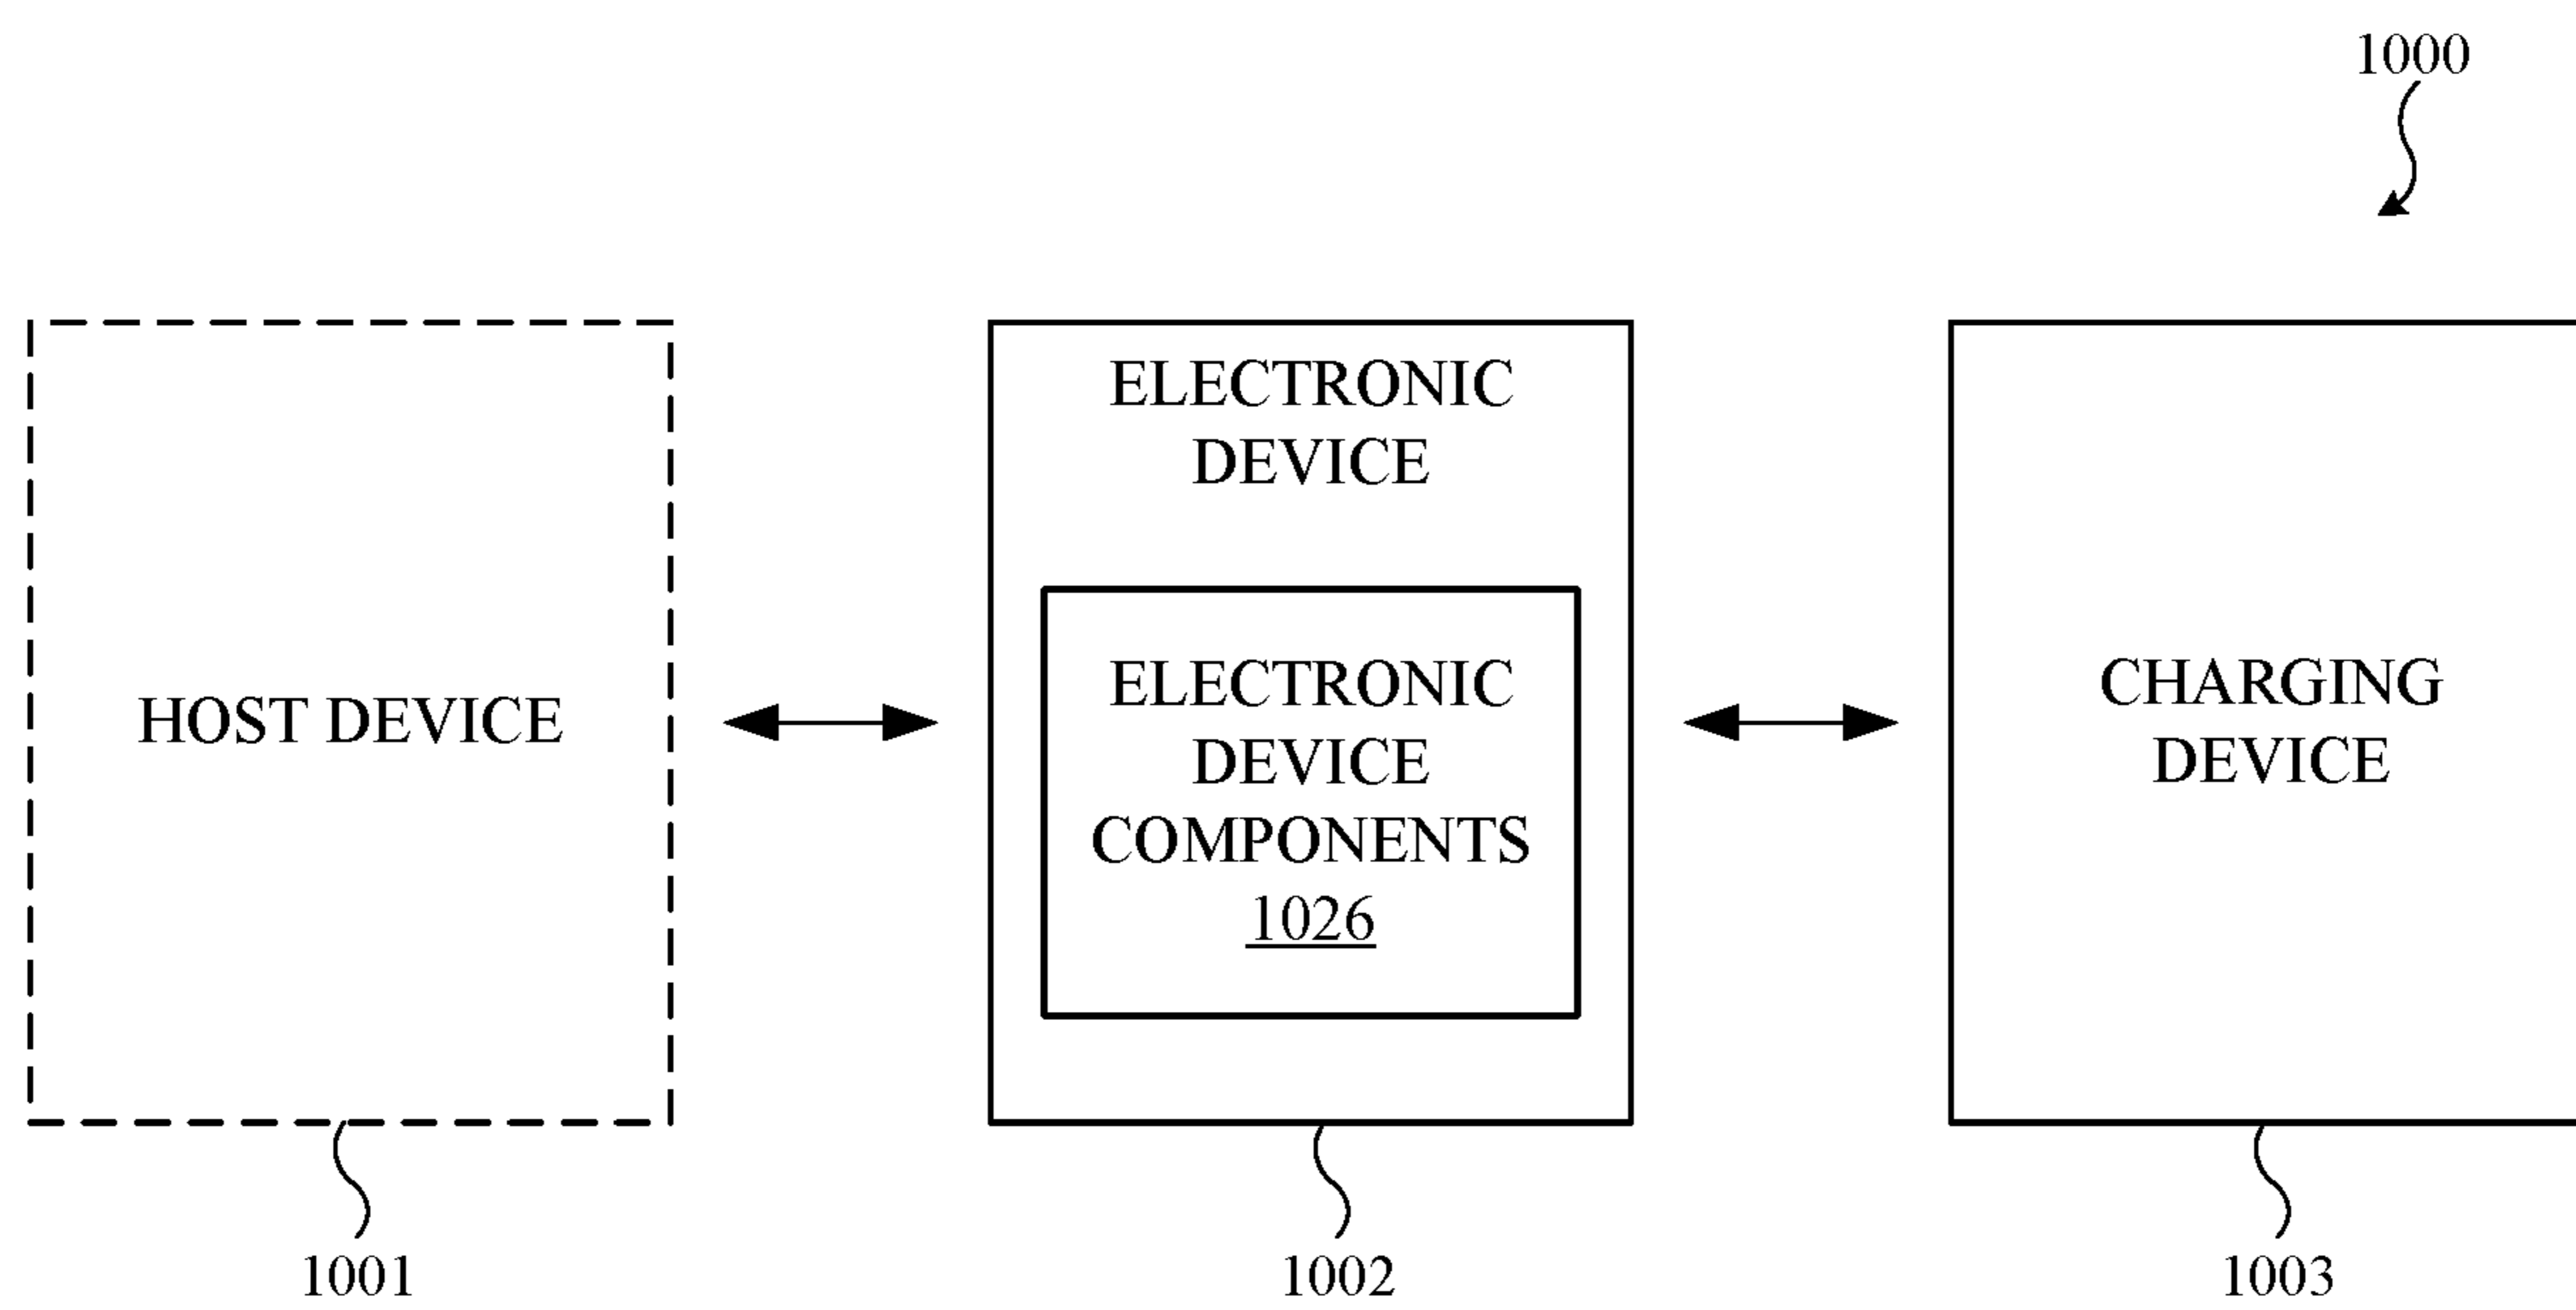 1000
HOST DEVICE
ELECTRONIC
DEVICE
ELECTRONIC
DEVICE
COMPONENTS
1026
CHARGING
DEVICE
1001
1002
1003